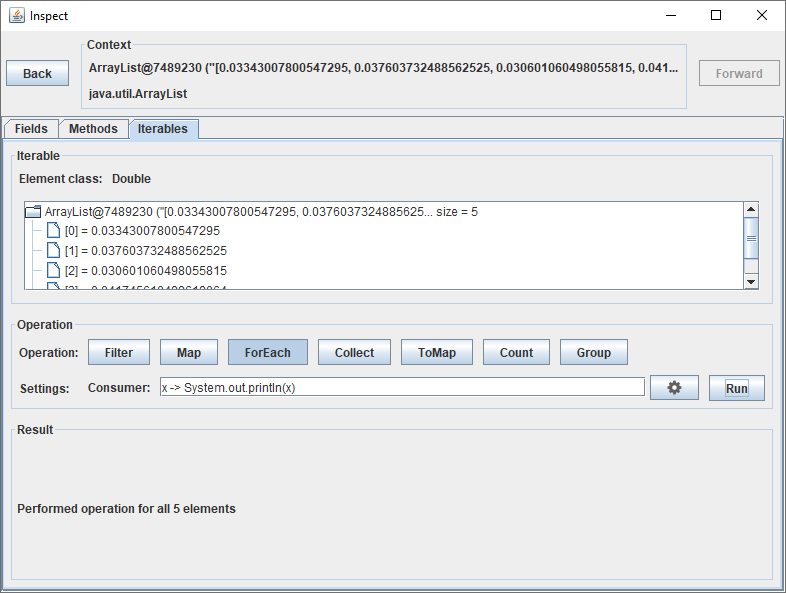 Inspect
Context
Back
ArrayList@7489230 ("[0.03343007800547295, 0.037603732488562525, 0.030601060498055815, 0.041...
Forward
java.util.ArrayList
Fields Methods Iterables
Iterable
Element class: Double
ArrayList@7489230 ("[0.03343007800547295, 0.0376037324885625... size = 5
[0] = 0.03343007800547295
[1] = 0.037603732488562525
[2] = 0.030601060498055815
Operation
Operation: Filter Map ForEach Collect ToMap Count Group
Settings: Consumer: x -> System.out.println(x) Run
Result
Performed operation for all 5 elements